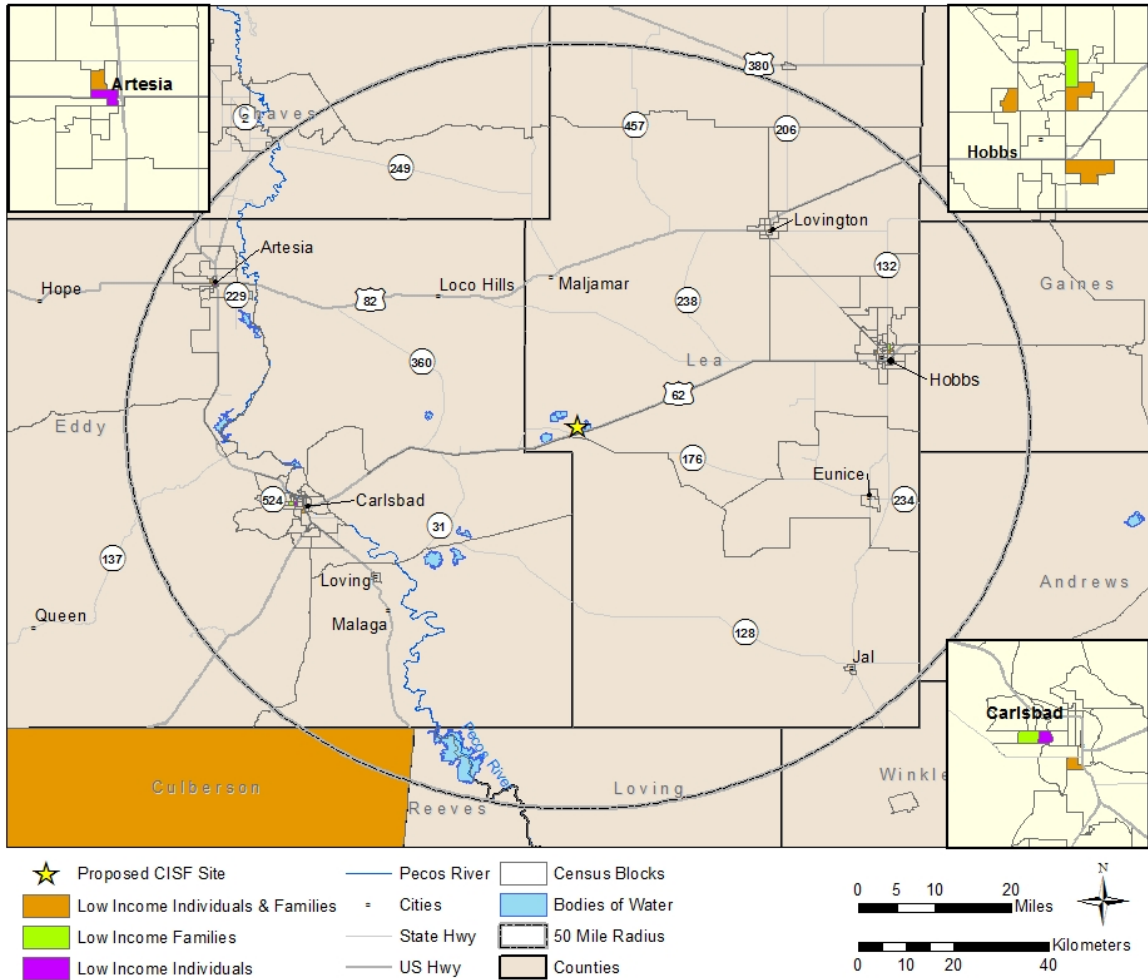 Artesia
Hobbs
380
Chaves
2
457
206
249
Lovington
Artesia
132
Gaines
Hope
229
82
Loco Hills
Maljamar
238
360
Lea
Hobbs
62
Eddy
176
Eunice
524
Carlsbad
234
31
137
Loving
Andrews
Queen
Malaga
128
Jal
Carlsbad
Pecos River
Culberson
Loving
Winkle
Reeves
Proposed CISF Site
Low Income Individuals & Families
Low Income Families
Low Income Individuals
Pecos River
Cities
State Hwy
US Hwy
Census Blocks
Bodies of Water
50 Mile Radius
Counties
0 5 10 20
Miles
Kilometers
0 10 20 40
N